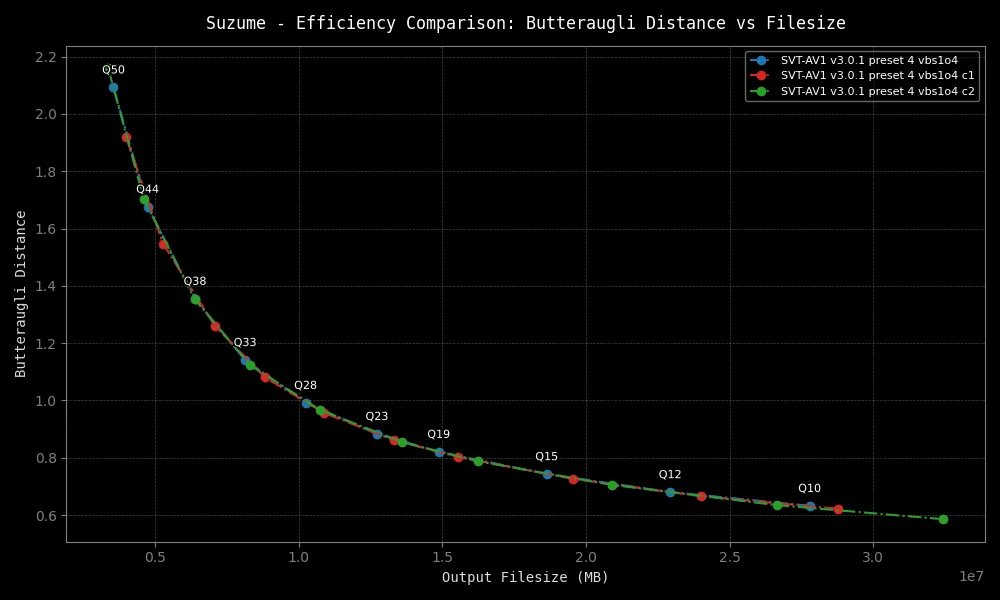 Suzume - Efficiency Comparison: Butteraugli Distance vs Filesize
SVT-AV1 v3.0.1 preset 4 vbs1o4
SVT-AV1 v3.0.1 preset 4 vbs1o4 c1
SVT-AV1 v3.0.1 preset 4 vbs1o4 c2
Butteraugli Distance
2.2
2.0
1.8
1.6
1.4
1.2
1.0
0.8
0.6
Q50
Q44
Q38
Q33
Q28
Q23
Q19
Q15
Q12
Q10
0.5 1.0 1.5 2.0 2.5 3.0
1e7
Output Filesize (MB)